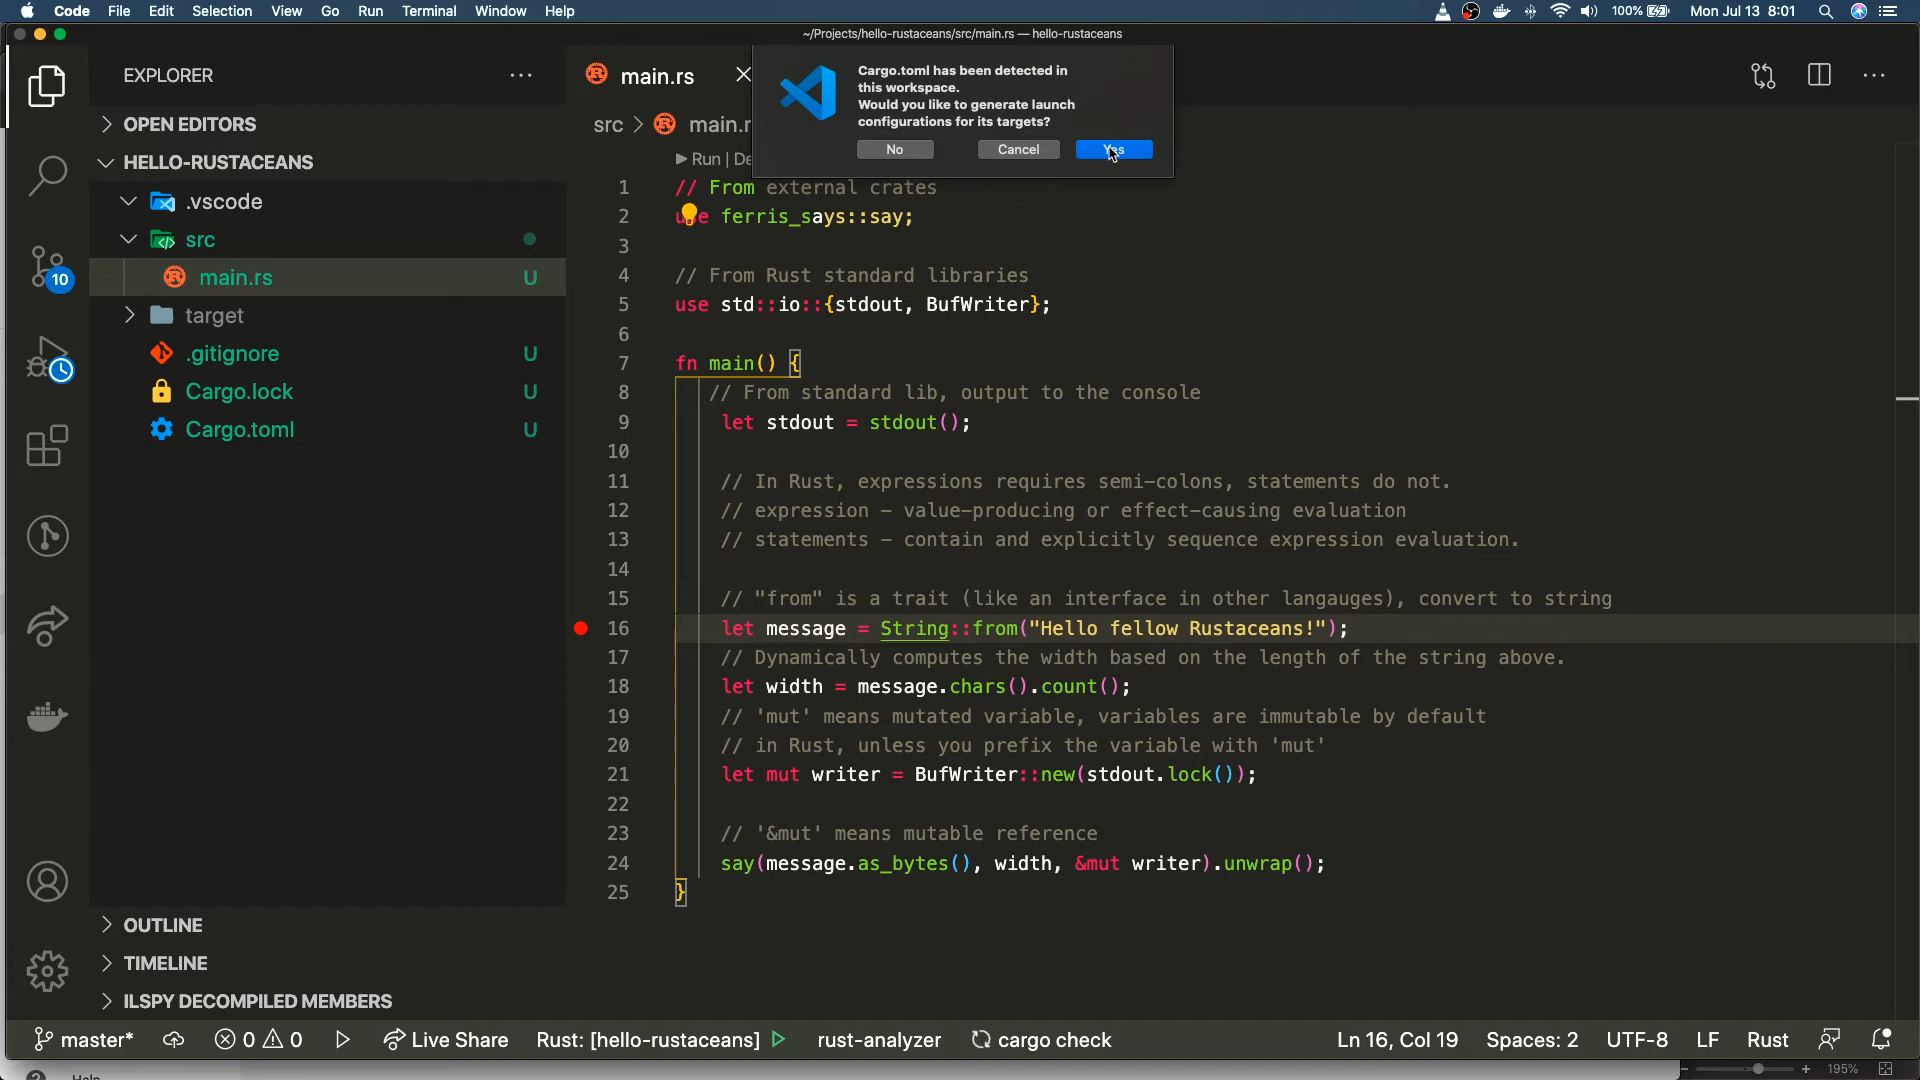 Code File Edit Selection View Go Run Terminal Window Help 100% Mon Jul 13 8:01
~/Projects/hello-rustaceans/src/main.rs — hello-rustaceans
EXPLORER
main.rs
Cargo.toml has been detected in
this workspace.
Would you like to generate launch
configurations for its targets?
No Cancel Yes
OPEN EDITORS
HELLO-RUSTACEANS
.vscode
src
main.rs U
target
.gitignore U
Cargo.lock U
Cargo.toml U
10
OUTLINE
TIMELINE
ILSPY DECOMPILED MEMBERS
src > main.r
Run | De
1 // From external crates
2 use ferris_says::say;
3
4 // From Rust standard libraries
5 use std::io::{stdout, BufWriter};
6
7 fn main() {
8 // From standard lib, output to the console
9 let stdout = stdout();
10
11 // In Rust, expressions requires semi-colons, statements do not.
12 // expression – value-producing or effect-causing evaluation
13 // statements – contain and explicitly sequence expression evaluation.
14
15 // "from" is a trait (like an interface in other langauges), convert to string
16 let message = String::from("Hello fellow Rustaceans!");
17 // Dynamically computes the width based on the length of the string above.
18 let width = message.chars().count();
19 // 'mut' means mutated variable, variables are immutable by default
20 // in Rust, unless you prefix the variable with 'mut'
21 let mut writer = BufWriter::new(stdout.lock());
22
23 // '&mut' means mutable reference
24 say(message.as_bytes(), width, &mut writer).unwrap();
25 }
master* 0 0 Live Share Rust: [hello-rustaceans] rust-analyzer cargo check Ln 16, Col 19 Spaces: 2 UTF-8 LF Rust
195%